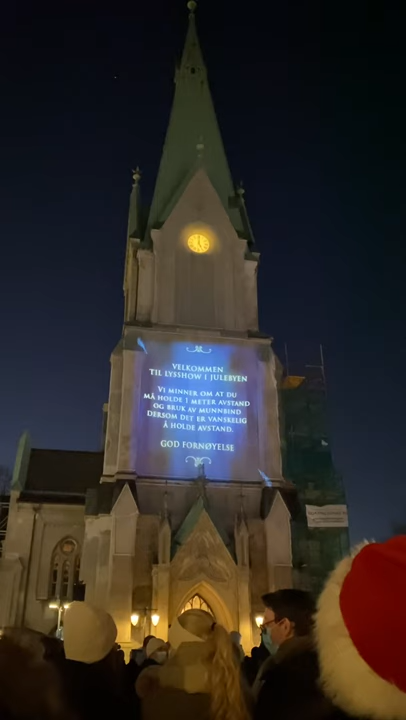 VELKOMMEN
TIL LYSSHOW I JULEBYEN
VI MINNER OM AT DU
MÅ HOLDE 1 METER AVSTAND
OG BRUK AV MUNNBIND
DERSOM DET ER VANSKELIG
Å HOLDE AVSTAND.
GOD FORNØYELSE